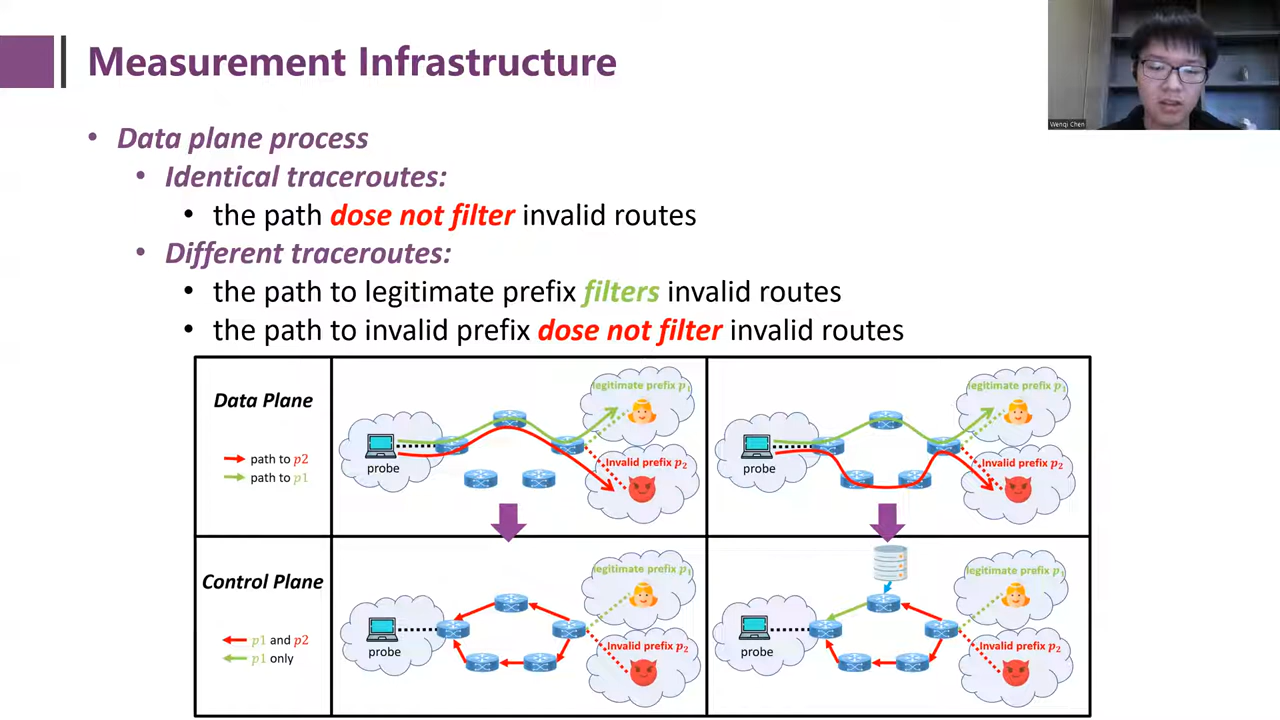 Measurement Infrastructure
Wenqi Chen
• Data plane process
• Identical traceroutes:
• the path dose not filter invalid routes
• Different traceroutes:
• the path to legitimate prefix filters invalid routes
• the path to invalid prefix dose not filter invalid routes
Data Plane
path to p2
path to p1
probe
legitimate prefix p₁
Invalid prefix p₂
probe
legitimate prefix p₁
Invalid prefix p₂
Control Plane
p1 and p2
p1 only
probe
legitimate prefix p₁
Invalid prefix p₂
probe
legitimate prefix p₁
Invalid prefix p₂